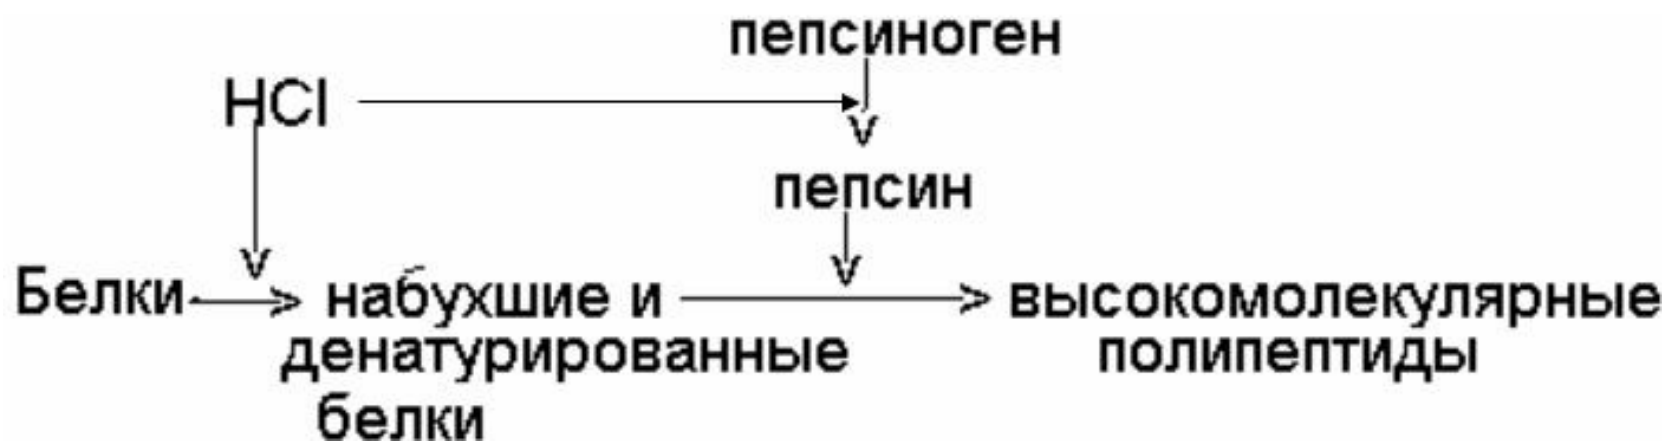 пепсиноген
HCl
пепсин
Белки набухшие и высокомолекулярные
денатурированные полипептиды
белки